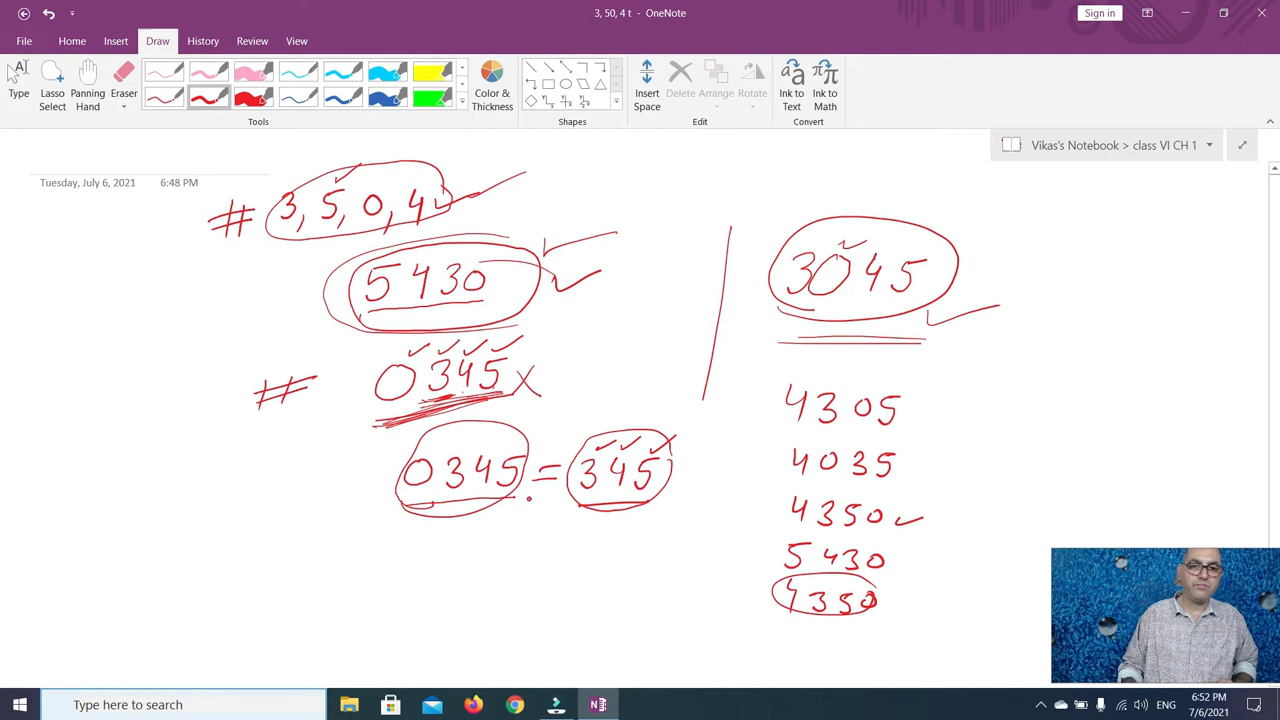 3, 50, 4 t - OneNote
Sign in
File Home Insert Draw History Review View
Type Lasso Select Panning Hand Eraser Color & Thickness Insert Space Delete Arrange Rotate Ink to Text Ink to Math
Tools Shapes Edit Convert
Vikas's Notebook > class VI CH 1
Tuesday, July 6, 2021 6:48 PM
# 3, 5, 0, 4
5430
# 0345 X
0345 = 345
3045
4305
4035
4350
5430
4350
Type here to search
ENG
6:52 PM
7/6/2021